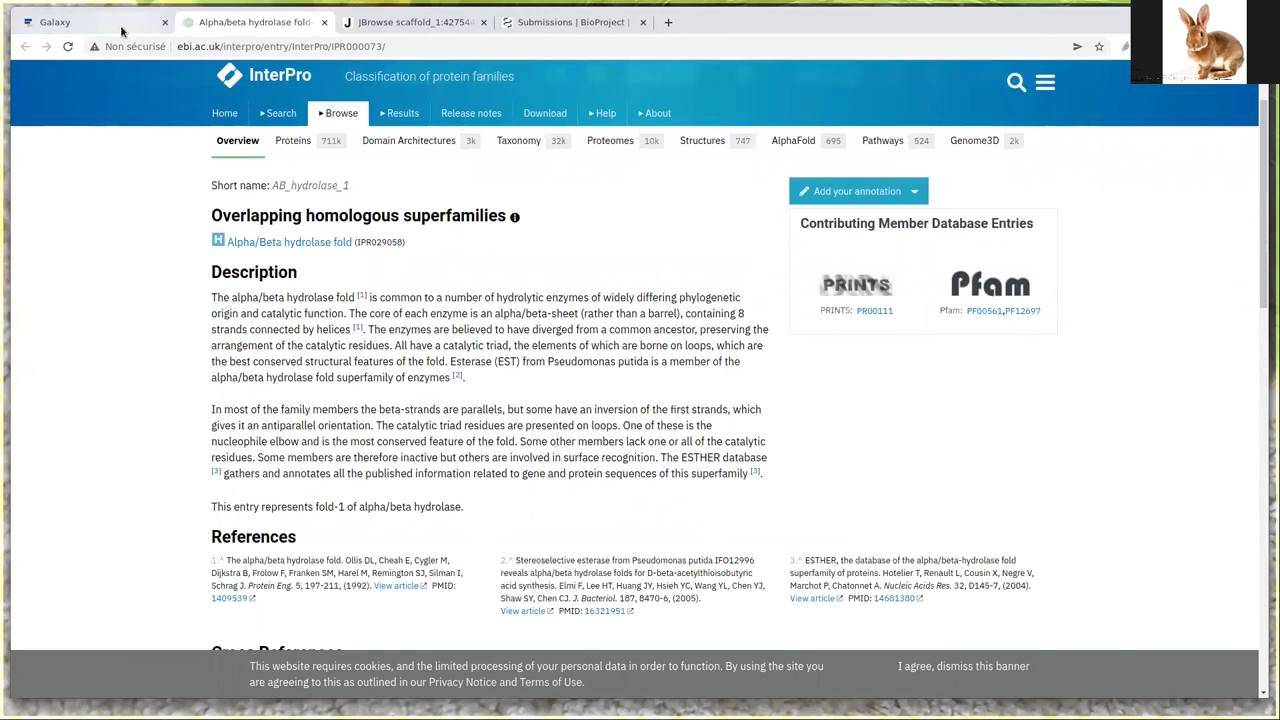 Galaxy
Alpha/beta hydrolase fold-
JBrowse scaffold_1:42754
Submissions | BioProject |
Non sécurisé ebi.ac.uk/interpro/entry/InterPro/IPR000073/
InterPro Classification of protein families
Home Search Browse Results Release notes Download Help About
Overview Proteins 711k Domain Architectures 3k Taxonomy 32k Proteomes 10k Structures 747 AlphaFold 695 Pathways 524 Genome3D 2k
Short name: AB_hydrolase_1
Add your annotation
Overlapping homologous superfamilies
H Alpha/Beta hydrolase fold (IPR029058)
Description
The alpha/beta hydrolase fold [1] is common to a number of hydrolytic enzymes of widely differing phylogenetic
origin and catalytic function. The core of each enzyme is an alpha/beta-sheet (rather than a barrel), containing 8
strands connected by helices [1]. The enzymes are believed to have diverged from a common ancestor, preserving the
arrangement of the catalytic residues. All have a catalytic triad, the elements of which are borne on loops, which are
the best conserved structural features of the fold. Esterase (EST) from Pseudomonas putida is a member of the
alpha/beta hydrolase fold superfamily of enzymes [2].
In most of the family members the beta-strands are parallels, but some have an inversion of the first strands, which
gives it an antiparallel orientation. The catalytic triad residues are presented on loops. One of these is the
nucleophile elbow and is the most conserved feature of the fold. Some other members lack one or all of the catalytic
residues. Some members are therefore inactive but others are involved in surface recognition. The ESTHER database
[3] gathers and annotates all the published information related to gene and protein sequences of this superfamily [3].
This entry represents fold-1 of alpha/beta hydrolase.
Contributing Member Database Entries
PRINTS
Pfam
PRINTS: PR00111
Pfam: PF00561,PF12697
References
1.^ The alpha/beta hydrolase fold. Ollis DL, Cheah E, Cygler M,
Dijkstra B, Frolow F, Franken SM, Harel M, Remington SJ, Silman I,
Schrag J. Protein Eng. 5, 197-211, (1992). View article PMID:
1409539
2.^ Stereoselective esterase from Pseudomonas putida IFO12996
reveals alpha/beta hydrolase folds for D-beta-acetylthioisobutyric
acid synthesis. Elmi F, Lee HT, Huang JY, Hsieh YC, Wang YL, Chen YJ,
Shaw SY, Chen CJ. J. Bacteriol. 187, 8470-6, (2005).
View article PMID: 16321951
3.^ ESTHER, the database of the alpha/beta-hydrolase fold
superfamily of proteins. Hotelier T, Renault L, Cousin X, Negre V,
Marchot P, Chatonnet A. Nucleic Acids Res. 32, D145-7, (2004).
View article PMID: 14681380
Cross References
This website requires cookies, and the limited processing of your personal data in order to function. By using the site you
are agreeing to this as outlined in our Privacy Notice and Terms of Use.
I agree, dismiss this banner